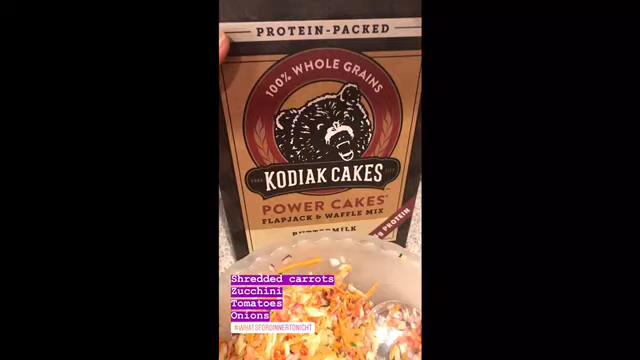 PROTEIN-PACKED
100% WHOLE GRAINS
KODIAK CAKES
POWER CAKES
FLAPJACK & WAFFLE MIX
BUTTERMILK
PROTEIN
Shredded carrots
Zucchini
Tomatoes
Onions
#WHATSFORDINNERTONIGHT